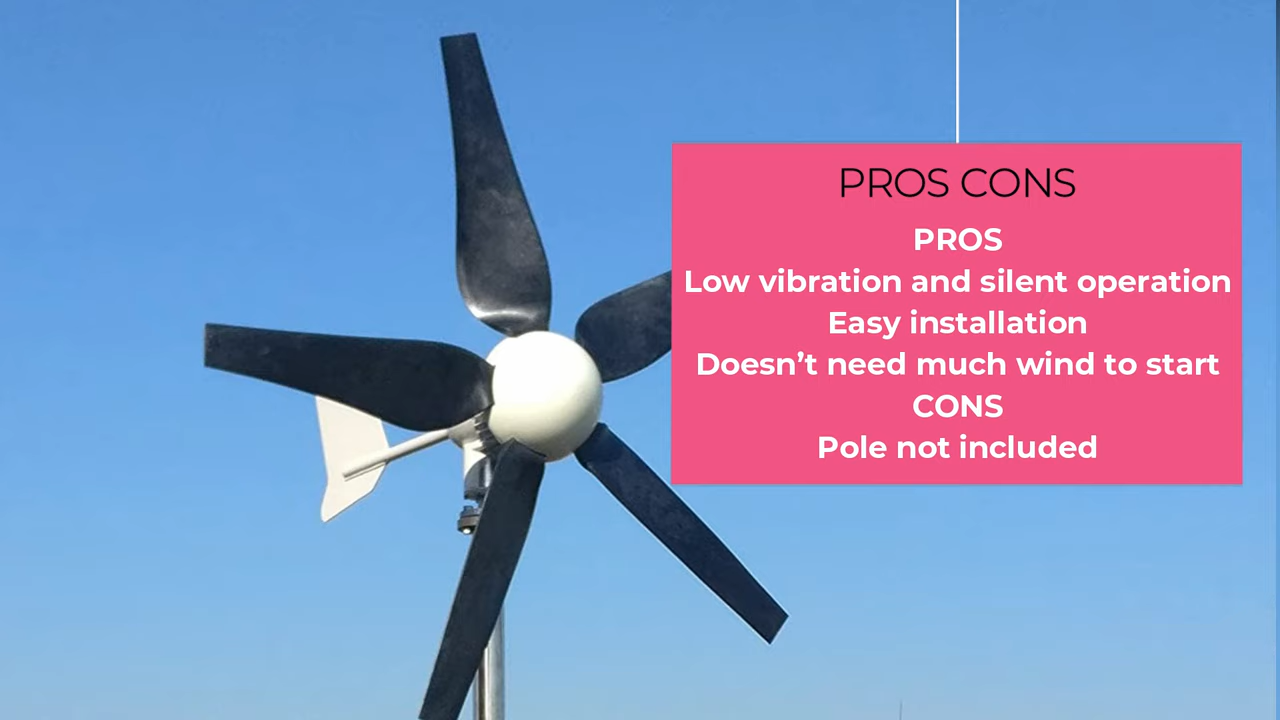 PROS CONS
PROS
Low vibration and silent operation
Easy installation
Doesn’t need much wind to start
CONS
Pole not included